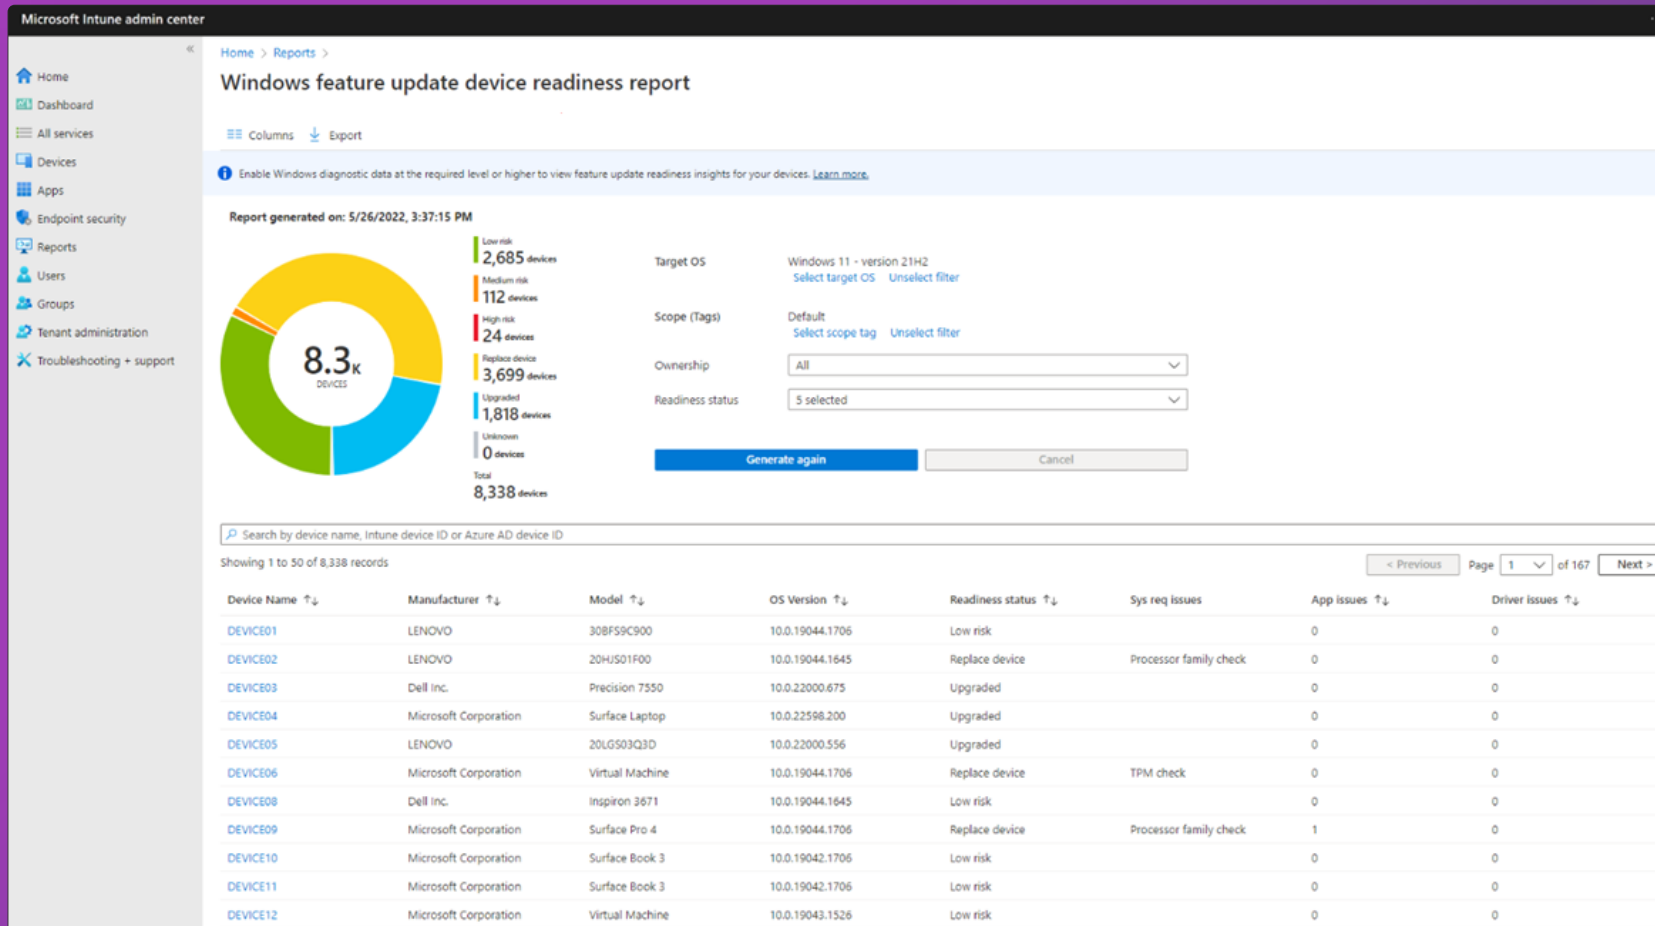 Microsoft Intune admin center
«
Home
Dashboard
All services
Devices
Apps
Endpoint security
Reports
Users
Groups
Tenant administration
Troubleshooting + support
Home > Reports >
Windows feature update device readiness report
Columns Export
Enable Windows diagnostic data at the required level or higher to view feature update readiness insights for your devices. Learn more.
Report generated on: 5/26/2022, 3:37:15 PM
8.3K
DEVICES
Low risk
2,685 devices
Medium risk
112 devices
High risk
24 devices
Replace device
3,699 devices
Upgraded
1,818 devices
Unknown
0 devices
Total
8,338 devices
Target OS Windows 11 - version 21H2
Select target OS Unselect filter
Scope (Tags) Default
Select scope tag Unselect filter
Ownership All
Readiness status 5 selected
Generate again Cancel
Search by device name, Intune device ID or Azure AD device ID
Showing 1 to 50 of 8,338 records
< Previous Page 1 of 167 Next >
Device Name ↑↓ Manufacturer ↑↓ Model ↑↓ OS Version ↑↓ Readiness status ↑↓ Sys req issues App issues ↑↓ Driver issues ↑↓
DEVICE01 LENOVO 30BFS9C900 10.0.19044.1706 Low risk 0 0
DEVICE02 LENOVO 20HJS01F00 10.0.19044.1645 Replace device Processor family check 0 0
DEVICE03 Dell Inc. Precision 7550 10.0.22000.675 Upgraded 0 0
DEVICE04 Microsoft Corporation Surface Laptop 10.0.22598.200 Upgraded 0 0
DEVICE05 LENOVO 20LGS03Q3D 10.0.22000.556 Upgraded 0 0
DEVICE06 Microsoft Corporation Virtual Machine 10.0.19044.1706 Replace device TPM check 0 0
DEVICE08 Dell Inc. Inspiron 3671 10.0.19044.1645 Low risk 0 0
DEVICE09 Microsoft Corporation Surface Pro 4 10.0.19044.1706 Replace device Processor family check 1 0
DEVICE10 Microsoft Corporation Surface Book 3 10.0.19042.1706 Low risk 0 0
DEVICE11 Microsoft Corporation Surface Book 3 10.0.19042.1706 Low risk 0 0
DEVICE12 Microsoft Corporation Virtual Machine 10.0.19043.1526 Low risk 0 0